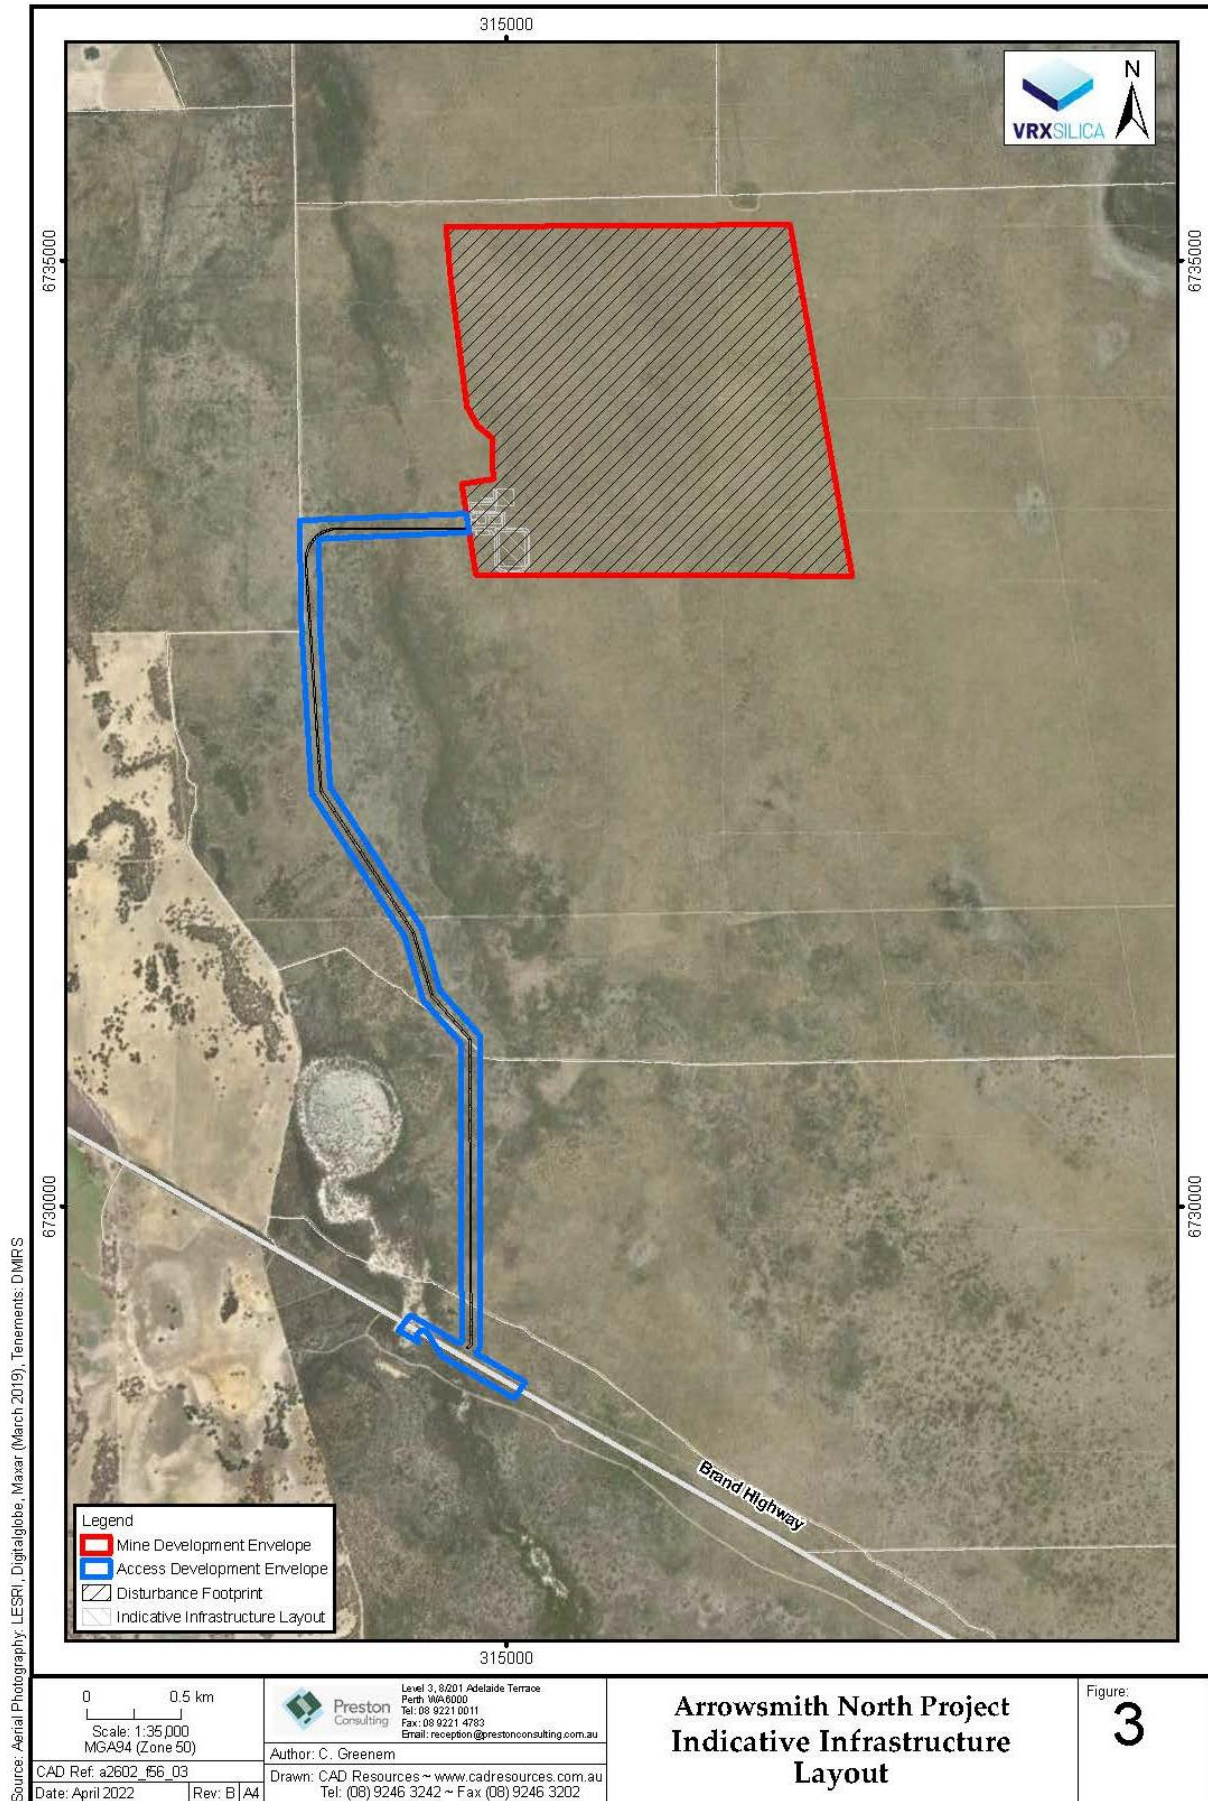 315000
N
VRXSILICA
6735000
6735000
6730000
6730000
Brand Highway
Legend
Mine Development Envelope
Access Development Envelope
Disturbance Footprint
Indicative Infrastructure Layout
315000
Source: Aerial Photography: LESRI, Digitalglobe, Maxar (March 2019), Tenements: DMIRS
0 0.5 km
Scale: 1:35,000
MGA94 (Zone 50)
CAD Ref: a2602_f56_03
Date: April 2022 Rev: B A4
Preston
Consulting
Level 3, 8/201 Adelaide Terrace
Perth WA 6000
Tel: 08 9221 0011
Fax: 08 9221 4783
Email: reception@prestonconsulting.com.au
Author: C. Greenem
Drawn: CAD Resources ~ www.cadresources.com.au
Tel: (08) 9246 3242 ~ Fax (08) 9246 3202
Arrowsmith North Project
Indicative Infrastructure
Layout
Figure:
3